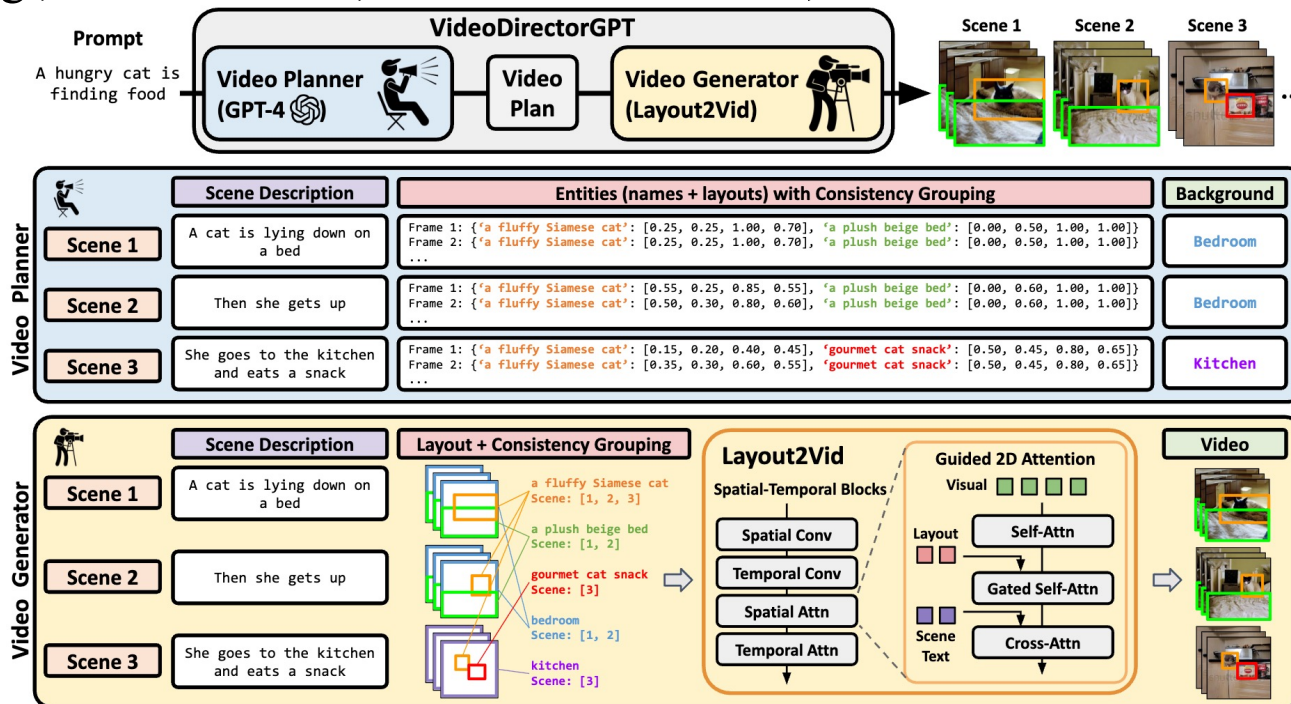 VideoDirectorGPT
Prompt
A hungry cat is
finding food
Video Planner
(GPT-4)
Video
Plan
Video Generator
(Layout2Vid)
Scene 1
Scene 2
Scene 3
...
Video Planner
Scene Description
Entities (names + layouts) with Consistency Grouping
Background
Scene 1
A cat is lying down on
a bed
Frame 1: {‘a fluffy Siamese cat’: [0.25, 0.25, 1.00, 0.70], ‘a plush beige bed’: [0.00, 0.50, 1.00, 1.00]}
Frame 2: {‘a fluffy Siamese cat’: [0.25, 0.25, 1.00, 0.70], ‘a plush beige bed’: [0.00, 0.50, 1.00, 1.00]}
...
Bedroom
Scene 2
Then she gets up
Frame 1: {‘a fluffy Siamese cat’: [0.55, 0.25, 0.85, 0.55], ‘a plush beige bed’: [0.00, 0.60, 1.00, 1.00]}
Frame 2: {‘a fluffy Siamese cat’: [0.50, 0.30, 0.80, 0.60], ‘a plush beige bed’: [0.00, 0.60, 1.00, 1.00]}
...
Bedroom
Scene 3
She goes to the kitchen
and eats a snack
Frame 1: {‘a fluffy Siamese cat’: [0.15, 0.20, 0.40, 0.45], ‘gourmet cat snack’: [0.50, 0.45, 0.80, 0.65]}
Frame 2: {‘a fluffy Siamese cat’: [0.35, 0.30, 0.60, 0.55], ‘gourmet cat snack’: [0.50, 0.45, 0.80, 0.65]}
...
Kitchen
Video Generator
Scene Description
Layout + Consistency Grouping
Scene 1
A cat is lying down on
a bed
Scene 2
Then she gets up
Scene 3
She goes to the kitchen
and eats a snack
a fluffy Siamese cat
Scene: [1, 2, 3]
a plush beige bed
Scene: [1, 2]
gourmet cat snack
Scene: [3]
bedroom
Scene: [1, 2]
kitchen
Scene: [3]
Layout2Vid
Spatial-Temporal Blocks
Spatial Conv
Temporal Conv
Spatial Attn
Temporal Attn
Guided 2D Attention
Visual
Self-Attn
Layout
Gated Self-Attn
Scene
Text
Cross-Attn
Video